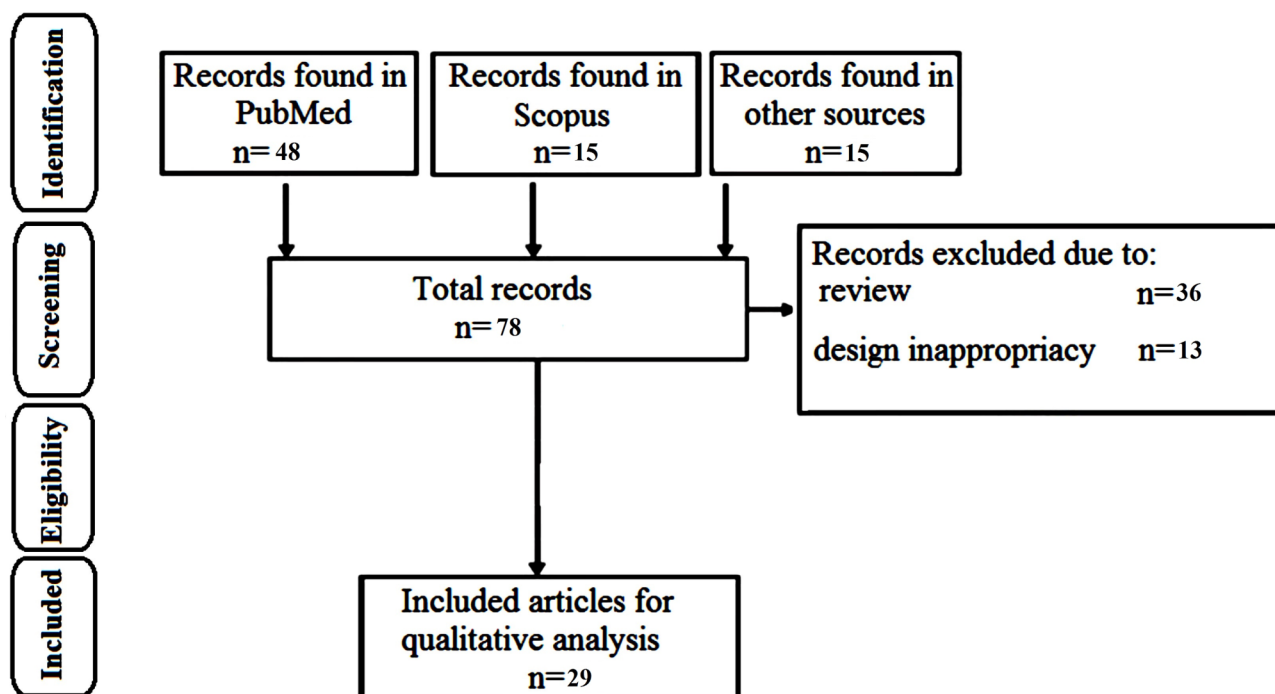 Identification
Records found in
PubMed
n= 48
Records found in
Scopus
n=15
Records found in
other sources
n=15
Screening
Total records
n= 78
Records excluded due to:
review n=36
design inappropriacy n=13
Eligibility
Included
Included articles for
qualitative analysis
n=29